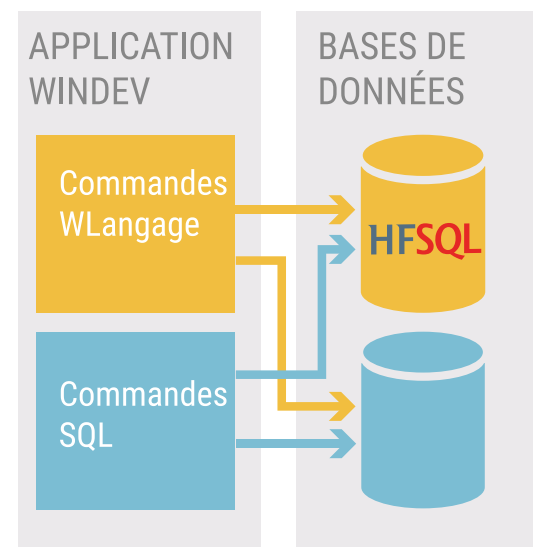 APPLICATION
WINDEV
BASES DE
DONNÉES
Commandes
WLangage
HFSQL
Commandes
SQL